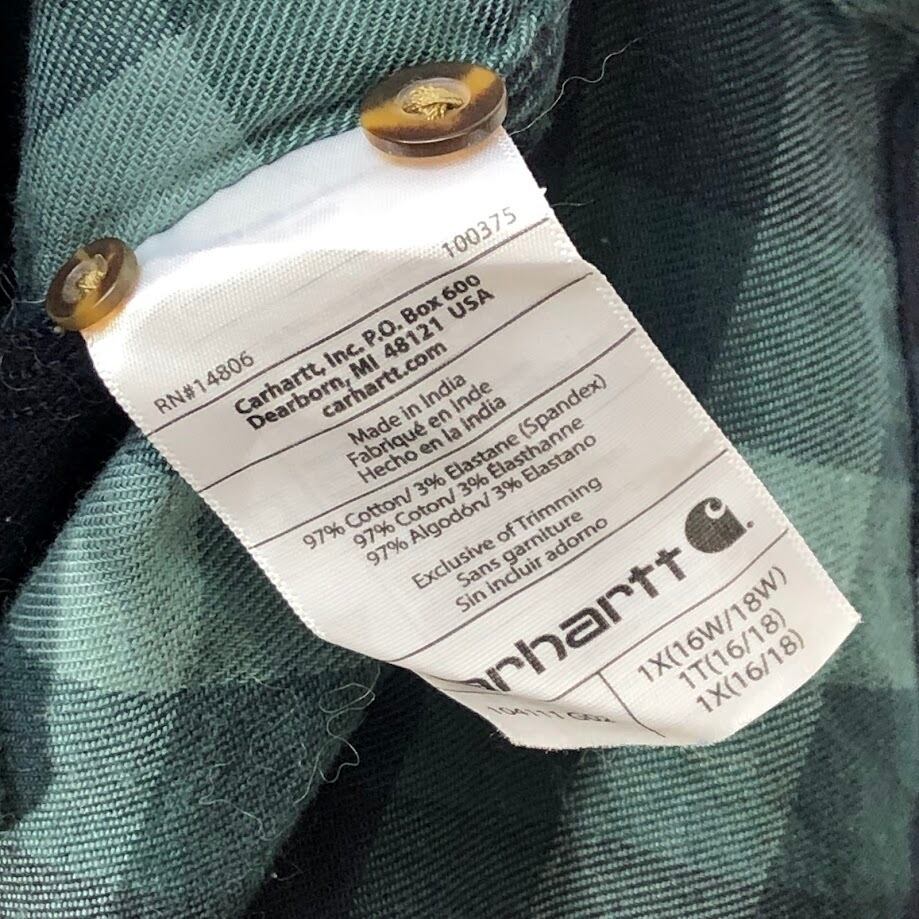 RN#14806 100375
Carhartt, Inc. P.O. Box 600
Dearborn, MI 48121 USA
carhartt.com
Made in India
Fabriqué en Inde
Hecho en la India
97% Cotton/ 3% Elastane (Spandex)
97% Coton/ 3% Elasthanne
97% Algodón/ 3% Elastano
Exclusive of Trimming
Sans garniture
Sin incluir adorno
arhartt
1X(16W/18W)
1T(16/18)
1X(16/18)